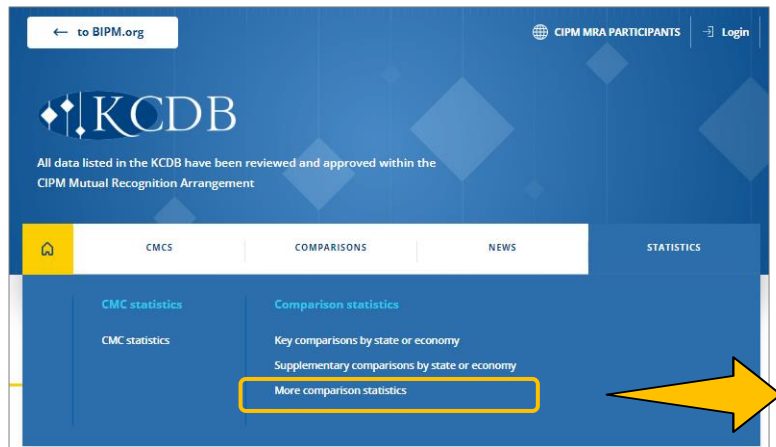 ← to BIPM.org
CIPM MRA PARTICIPANTS
Login
KCDB
All data listed in the KCDB have been reviewed and approved within the
CIPM Mutual Recognition Arrangement
CMCS
COMPARISONS
NEWS
STATISTICS
CMC statistics
Comparison statistics
CMC statistics
Key comparisons by state or economy
Supplementary comparisons by state or economy
More comparison statistics